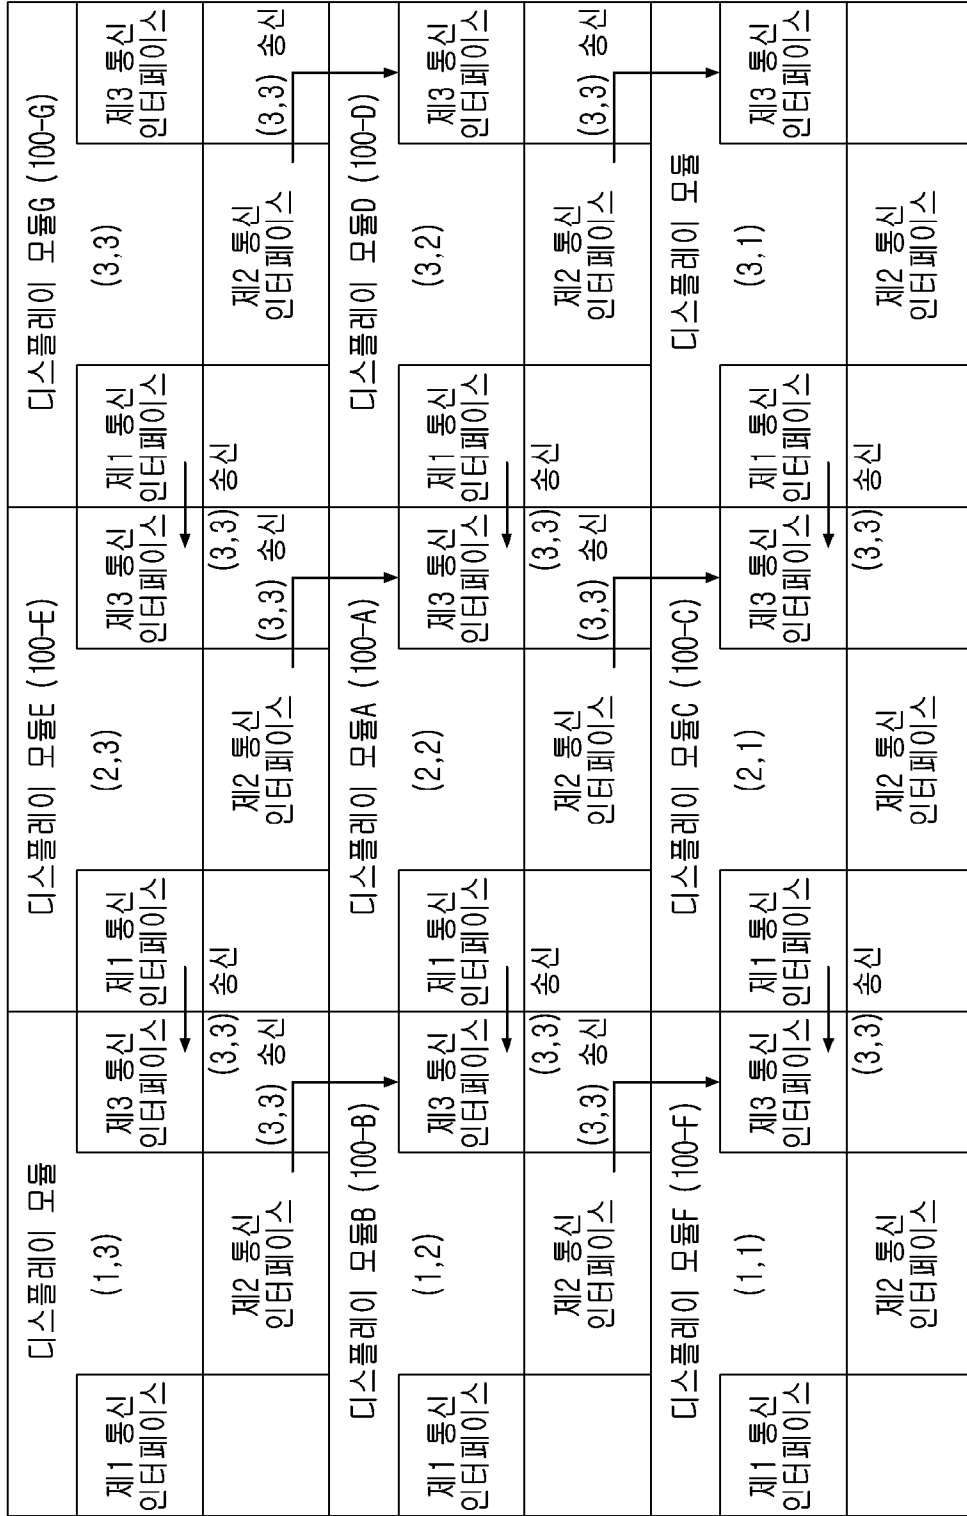 디스플레이 모듈
제1 통신
인터페이스
(1,3)
제3 통신
인터페이스
(3,3) 송신
제2 통신
인터페이스
(3,3) 송신
디스플레이 모듈E (100-E)
제1 통신
인터페이스
(2,3)
제3 통신
인터페이스
(3,3) 송신
제2 통신
인터페이스
(3,3) 송신
디스플레이 모듈G (100-G)
제1 통신
인터페이스
(3,3)
제3 통신
인터페이스
제2 통신
인터페이스
(3,3) 송신
디스플레이 모듈B (100-B)
제1 통신
인터페이스
(1,2)
제3 통신
인터페이스
(3,3) 송신
제2 통신
인터페이스
(3,3) 송신
디스플레이 모듈A (100-A)
제1 통신
인터페이스
(2,2)
제3 통신
인터페이스
(3,3) 송신
제2 통신
인터페이스
(3,3) 송신
디스플레이 모듈D (100-D)
제1 통신
인터페이스
(3,2)
제3 통신
인터페이스
제2 통신
인터페이스
(3,3) 송신
디스플레이 모듈F (100-F)
제1 통신
인터페이스
(1,1)
제3 통신
인터페이스
(3,3) 송신
제2 통신
인터페이스
디스플레이 모듈C (100-C)
제1 통신
인터페이스
(2,1)
제3 통신
인터페이스
(3,3) 송신
제2 통신
인터페이스
디스플레이 모듈
제1 통신
인터페이스
(3,1)
제3 통신
인터페이스
제2 통신
인터페이스